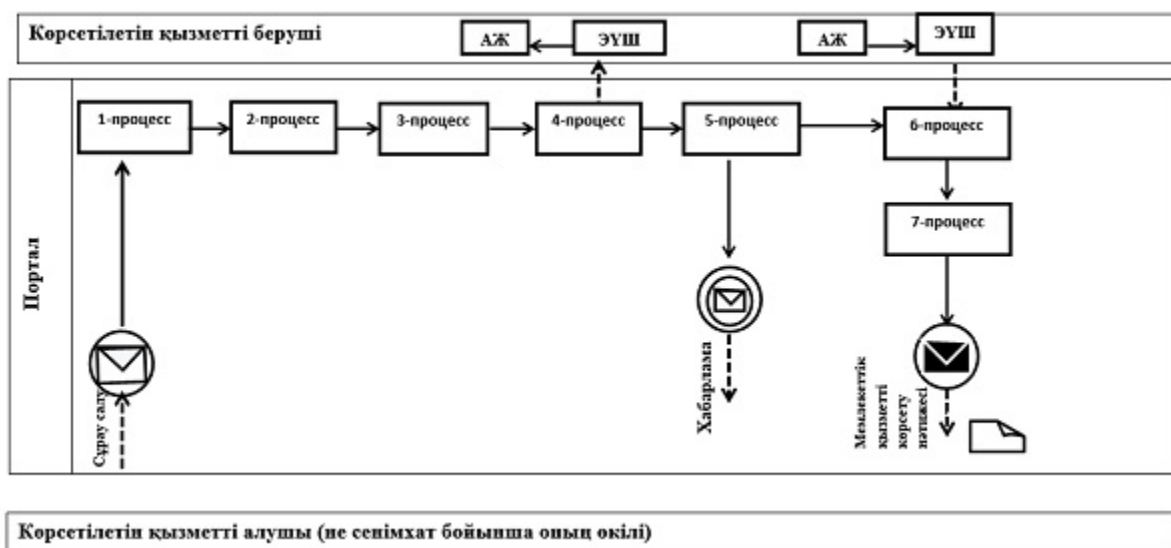 Көрсетілетін қызметті беруші
АЖ
ЭҮШ
АЖ
ЭҮШ
Портал
1-процесс
2-процесс
3-процесс
4-процесс
5-процесс
6-процесс
7-процесс
Сұрау салу
Хабарлама
Мемлекеттік
қызметті
көрсету
нәтижесі
Көрсетілетін қызметті алушы (не сенімхат бойынша оның өкілі)